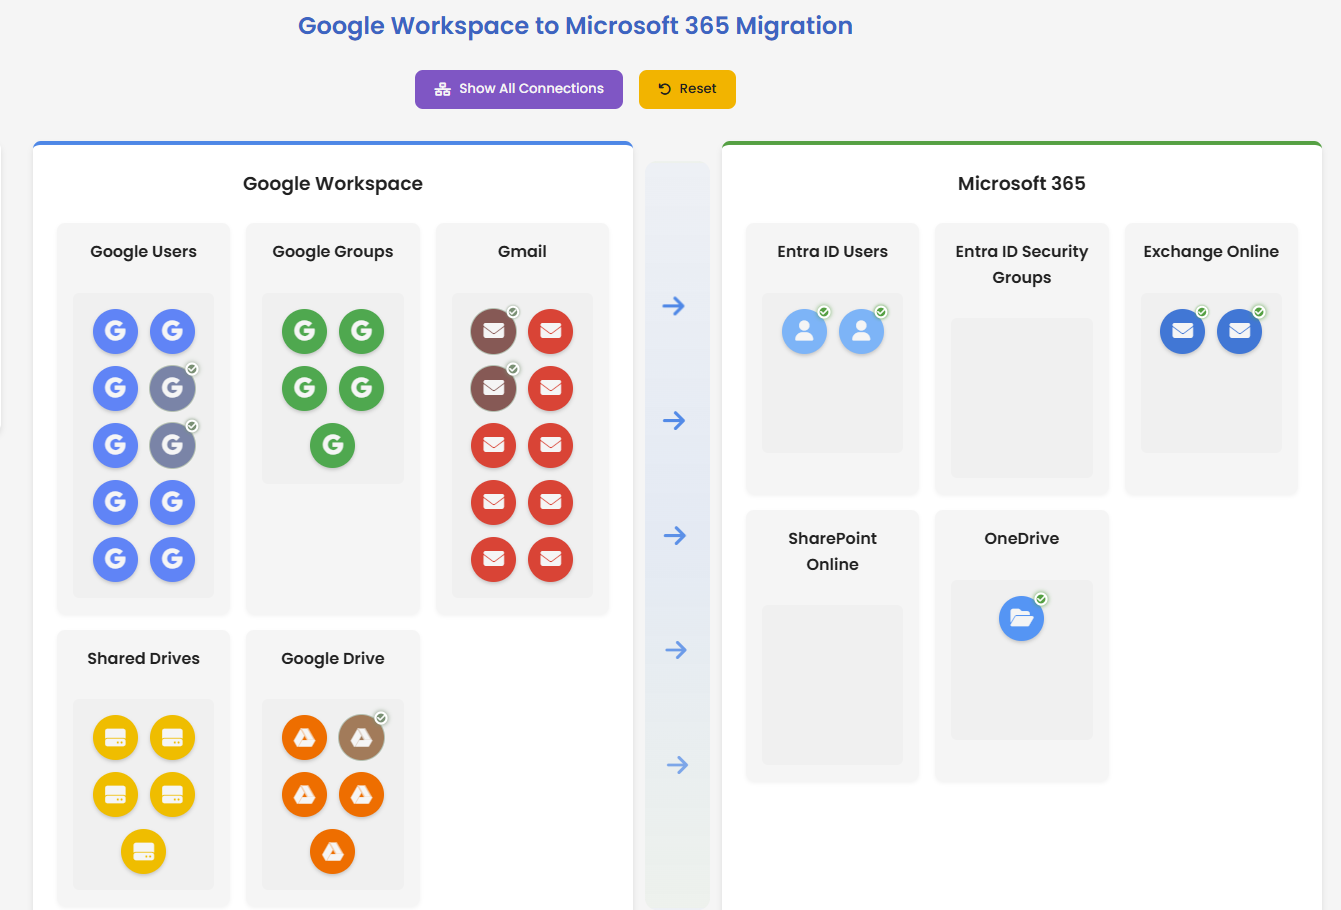 Google Workspace to Microsoft 365 Migration
Show All Connections
Reset
Google Workspace
Microsoft 365
Google Users
Google Groups
Gmail
Entra ID Users
Entra ID Security
Groups
Exchange Online
SharePoint
Online
OneDrive
Shared Drives
Google Drive